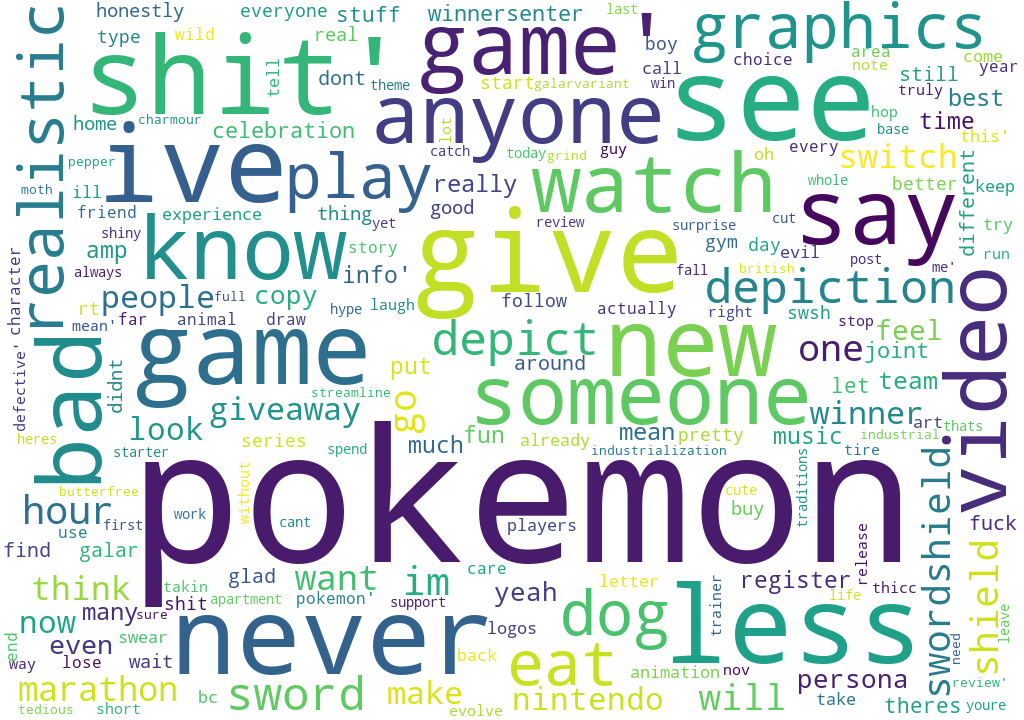 honestly
everyone
stuff
winnersenter
last
graphics
type
wild
real
shit'
game'
boy
see
tell
dont
theme
call
win
choice
area
note
come
year
start
galarvariant
still
truly
best
realistic
home
charmour
celebration
lot
anyone
hop
base
time
this'
pepper
moth
ill
ive
play
catch
today
grind
guy
oh
every
switch
really
watch
say
whole
better
different
keep
friend
shiny
experience
thing
yet
good
review
surprise
cut
try
run
amp
always
know
story
info'
give
gym
day
evil
post
me'
fall
british
character
defective'
rt
mean'
people
far
full
animal
copy
draw
hype
laugh
follow
actually
right
depiction
swsh
stop
video
game
depict
new
feel
one
joint
didnt
around
put
streamline
someone
let
team
bad
heres
look
giveaway
go
winner
art
thats
starter
series
spend
much
fun
already
mean
pretty
music
industrial
industrialization
tire
butterfree
hour
use
first
without
pokemon
work
cant
players
cute
buy
traditions
swordshield
fuck
find
galar
release
shield
think
takin
shit
glad
apartment
want
pokemon'
im
support
care
yeah
letter
trainer
register
life
thicc
leave
now
many
sure
even
swear
never
logos
dog
less
need
end
way
lose
wait
back
eat
animation
nov
persona
review'
marathon
tedious
short
bc
sword
make
evolve
nintendo
will
take
theres
youre